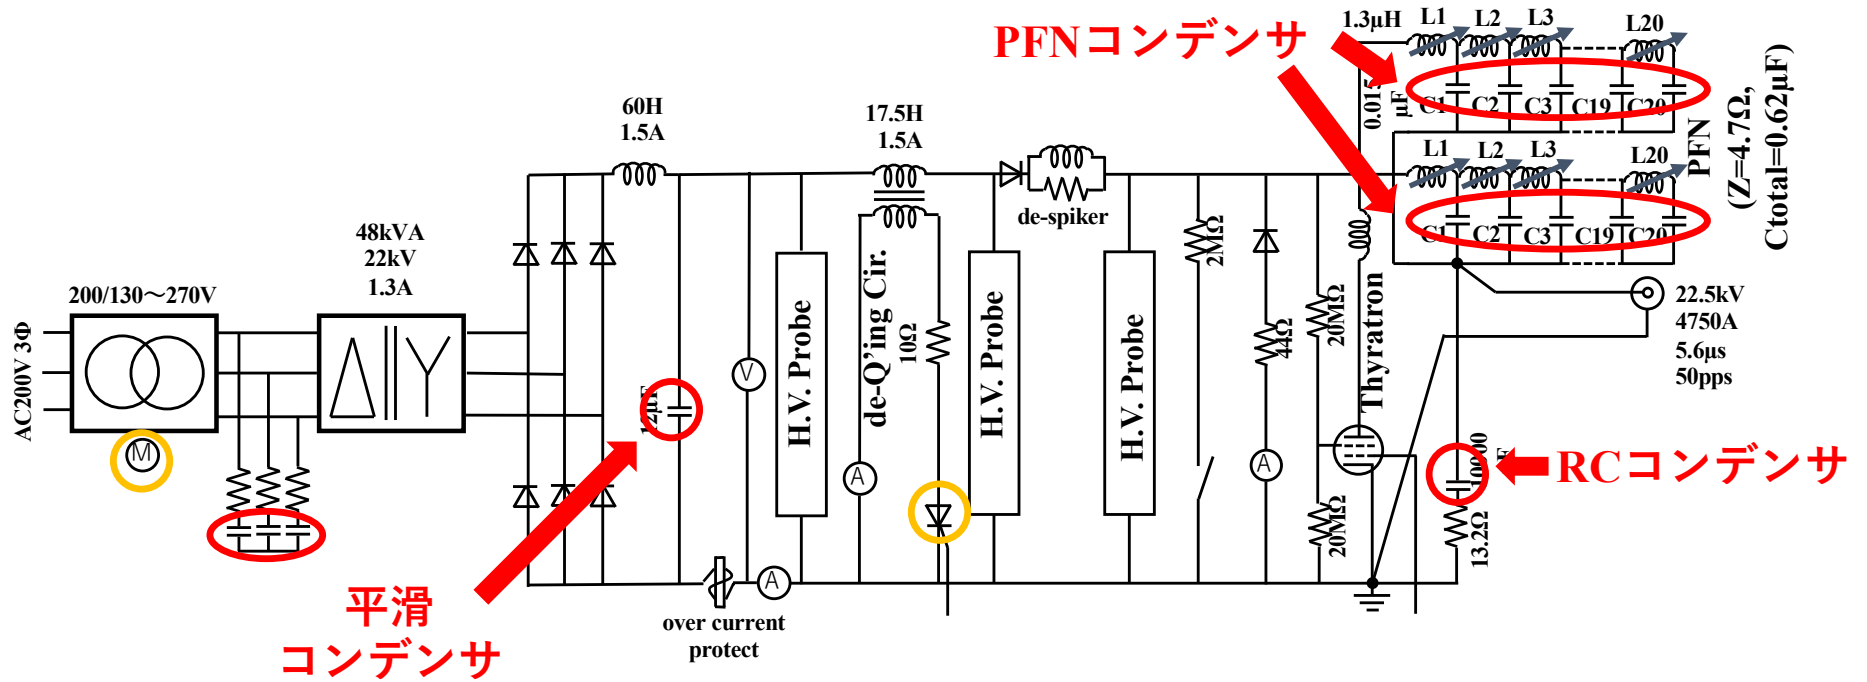 PFNコンデンサ
1.3μH
L1
L2
L3
L20
60H
1.5A
17.5H
1.5A
0.015
μF
C1
C2
C3
C19
C20
PFN
(Z=4.7Ω,
Ctotal=0.62μF)
L1
L2
L3
L20
de-spiker
C1
C2
C3
C19
C20
48kVA
22kV
1.3A
200/130～270V
AC200V 3Φ
M
12μF
V
H.V. Probe
de-Q'ing Cir.
10Ω
A
H.V. Probe
H.V. Probe
2MΩ
44Ω
A
20MΩ
20MΩ
Thyratron
22.5kV
4750A
5.6μs
50pps
13.2Ω
RCコンデンサ
平滑
コンデンサ
A
over current
protect